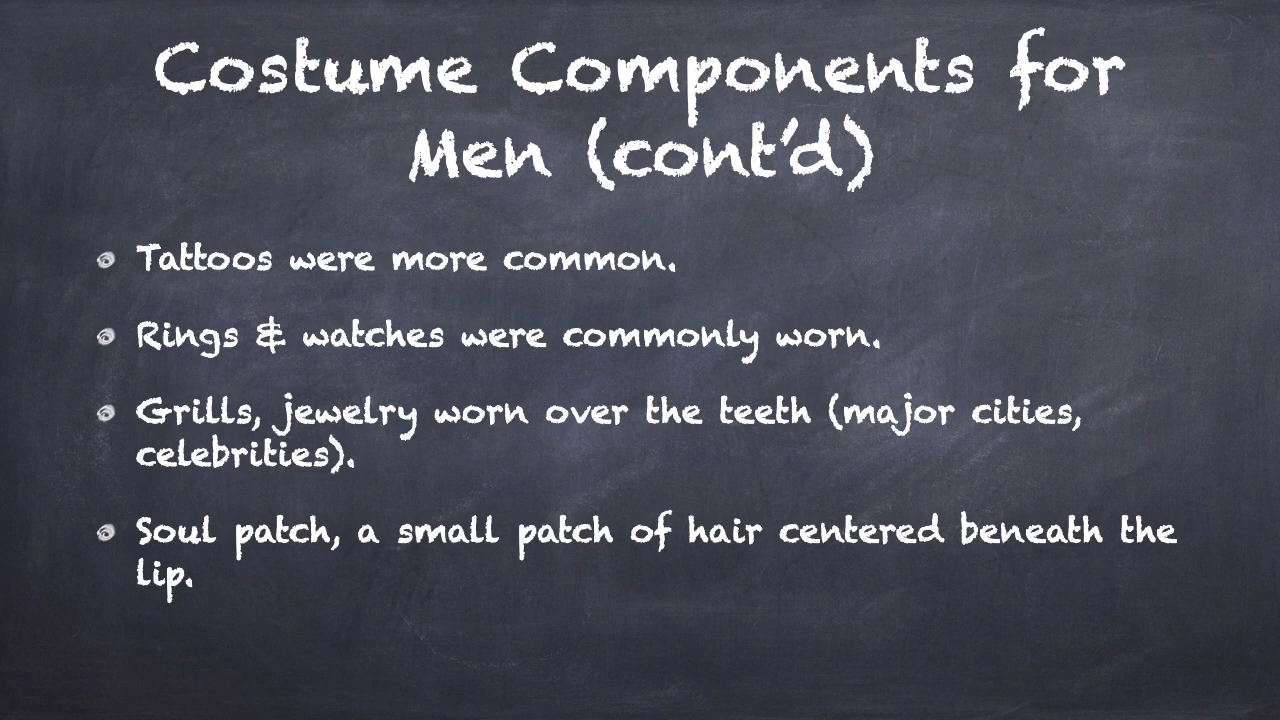 Costume Components for
Men (cont'd)
Tattoos were more common.
Rings & watches were commonly worn.
Grills, jewelry worn over the teeth (major cities,
celebrities).
Soul patch, a small patch of hair centered beneath the
lip.